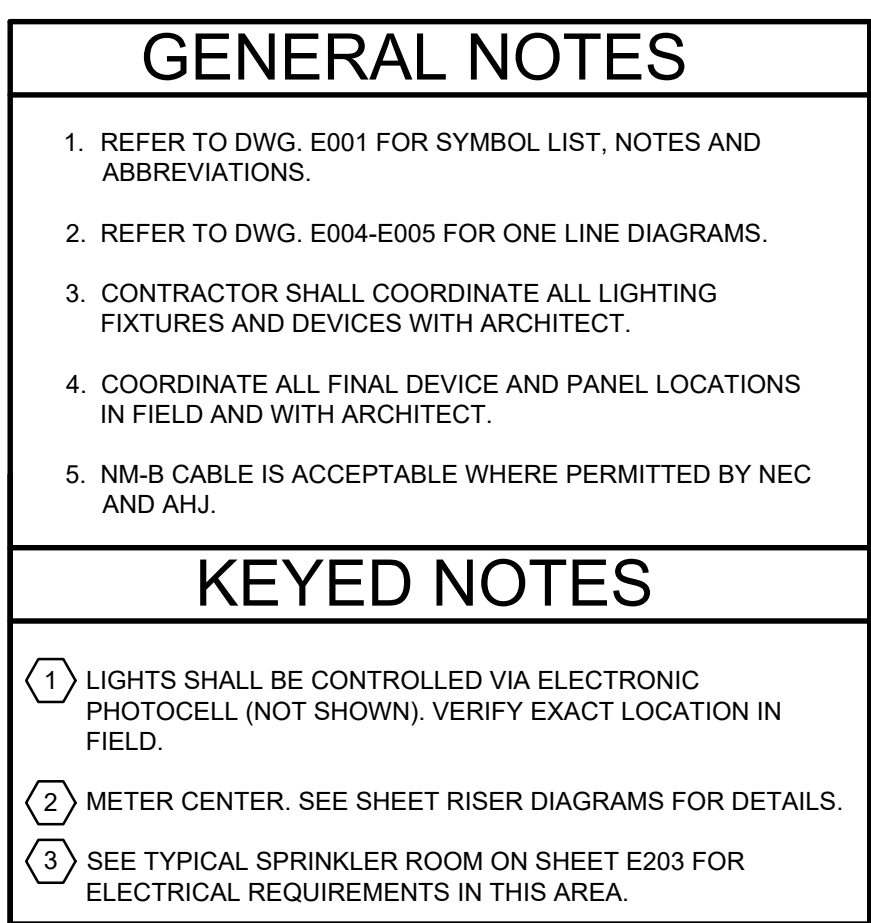 GENERAL NOTES
1. REFER TO DWG. E001 FOR SYMBOL LIST, NOTES AND
ABBREVIATIONS.
2. REFER TO DWG. E004-E005 FOR ONE LINE DIAGRAMS.
3. CONTRACTOR SHALL COORDINATE ALL LIGHTING
FIXTURES AND DEVICES WITH ARCHITECT.
4. COORDINATE ALL FINAL DEVICE AND PANEL LOCATIONS
IN FIELD AND WITH ARCHITECT.
5. NM-B CABLE IS ACCEPTABLE WHERE PERMITTED BY NEC
AND AHJ.
KEYED NOTES
1 LIGHTS SHALL BE CONTROLLED VIA ELECTRONIC
PHOTOCELL (NOT SHOWN). VERIFY EXACT LOCATION IN
FIELD.
2 METER CENTER. SEE SHEET RISER DIAGRAMS FOR DETAILS.
3 SEE TYPICAL SPRINKLER ROOM ON SHEET E203 FOR
ELECTRICAL REQUIREMENTS IN THIS AREA.